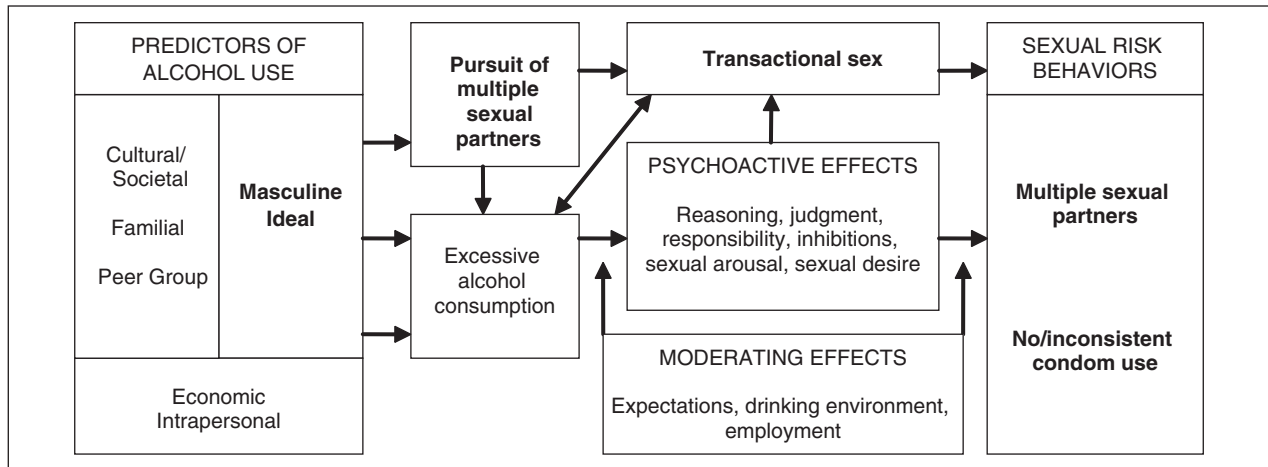 PREDICTORS OF
ALCOHOL USE
Cultural/
Societal
Familial
Peer Group
Masculine
Ideal
Economic
Intrapersonal
Pursuit of
multiple
sexual
partners
Excessive
alcohol
consumption
Transactional sex
PSYCHOACTIVE EFFECTS
Reasoning, judgment,
responsibility, inhibitions,
sexual arousal, sexual desire
MODERATING EFFECTS
Expectations, drinking environment,
employment
SEXUAL RISK
BEHAVIORS
Multiple sexual
partners
No/inconsistent
condom use